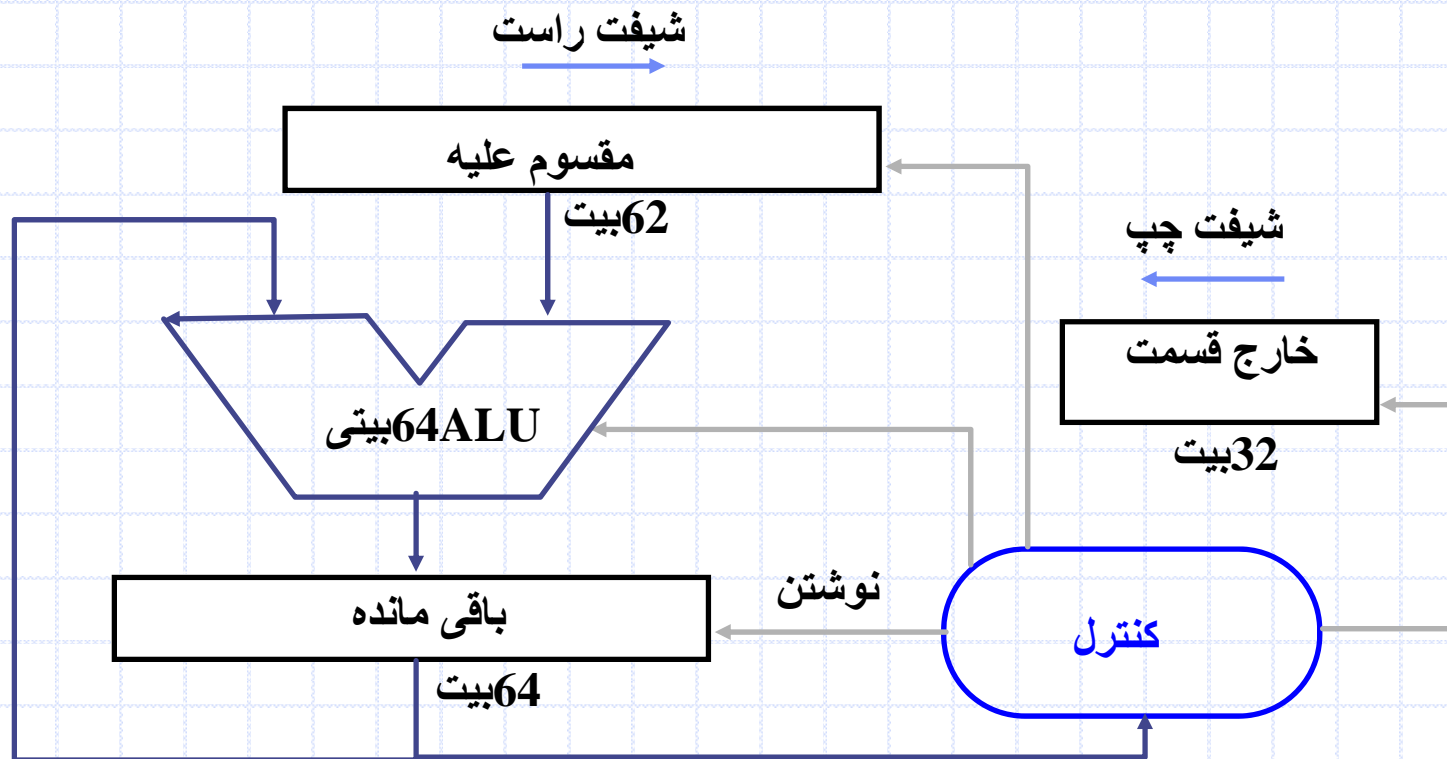 شیفت راست
مقسوم علیه
62بیت
شیفت چپ
خارج قسمت
32بیت
64ALUبیتی
نوشتن
باقی مانده
کنترل
64بیت